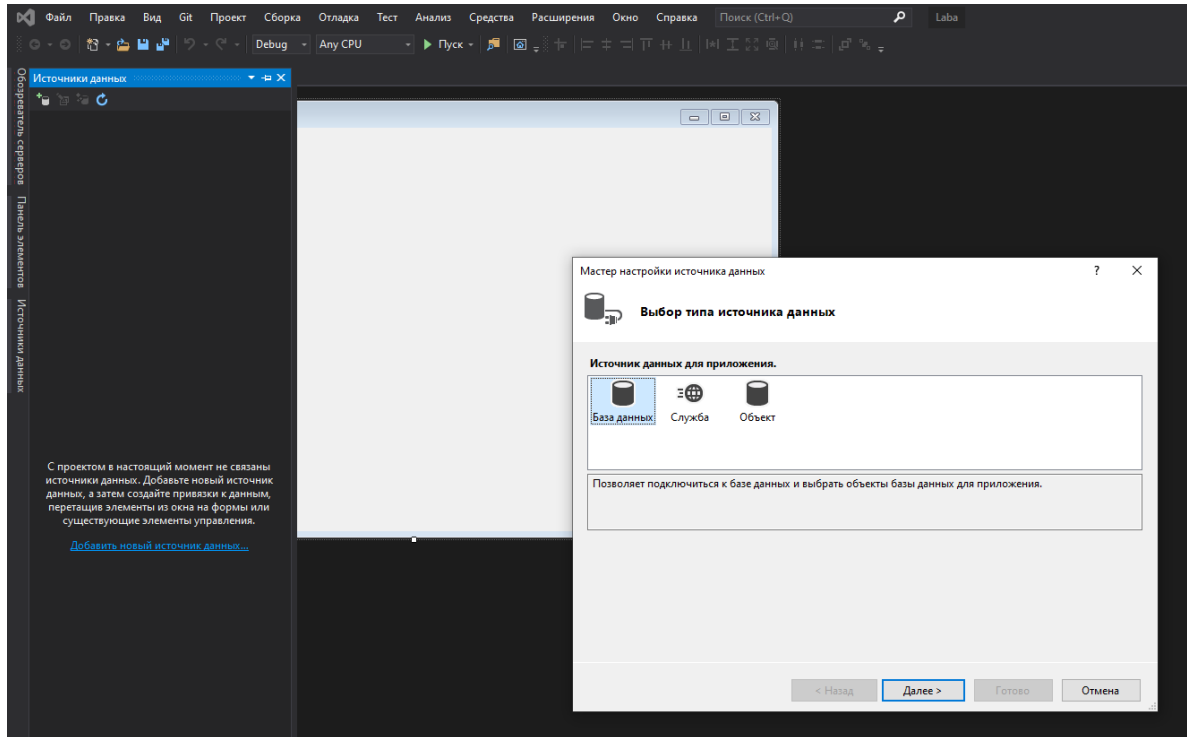 Файл Правка Вид Git Проект Сборка Отладка Тест Анализ Средства Расширения Окно Справка Поиск (Ctrl+Q) Laba
Debug Any CPU Пуск
Обозреватель серверов
Панель элементов
Источники данных
Источники данных
С проектом в настоящий момент не связаны
источники данных. Добавьте новый источник
данных, а затем создайте привязки к данным,
перетащив элементы из окна на формы или
существующие элементы управления.
Добавить новый источник данных...
Мастер настройки источника данных ?
Выбор типа источника данных
Источник данных для приложения.
База данных Служба Объект
Позволяет подключиться к базе данных и выбрать объекты базы данных для приложения.
< Назад Далее > Готово Отмена